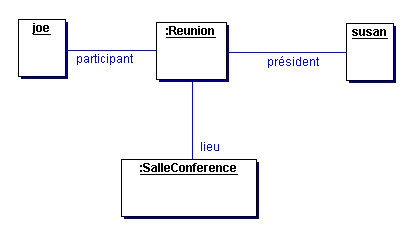 joe
:Reunion
susan
participant
président
lieu
:SalleConference